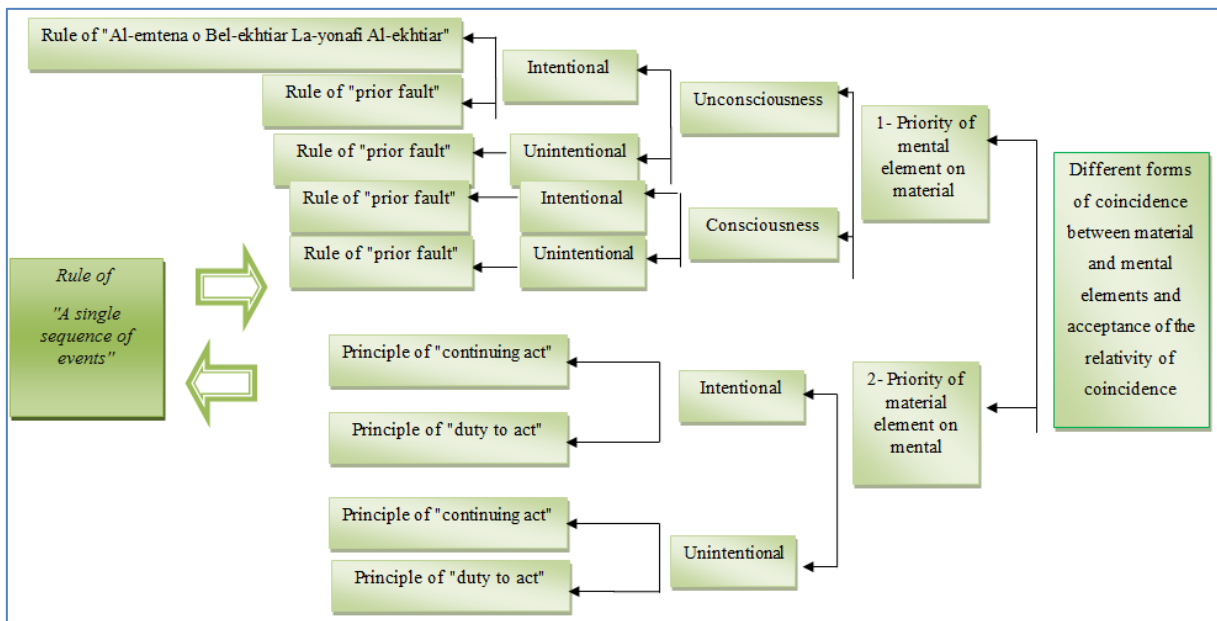 Rule of "Al-emtena o Bel-ekhtiar La-yonafi Al-ekhtiar"
Rule of "prior fault"
Intentional
Rule of "prior fault"
Unintentional
Unconsciousness
Rule of "prior fault"
Intentional
Rule of "prior fault"
Unintentional
Consciousness
1- Priority of
mental
element on
material
Different forms
of coincidence
between material
and mental
elements and
acceptance of the
relativity of
coincidence
Rule of
"A single
sequence of
events"
Principle of "continuing act"
Principle of "duty to act"
Intentional
Principle of "continuing act"
Principle of "duty to act"
Unintentional
2- Priority of
material
element on
mental